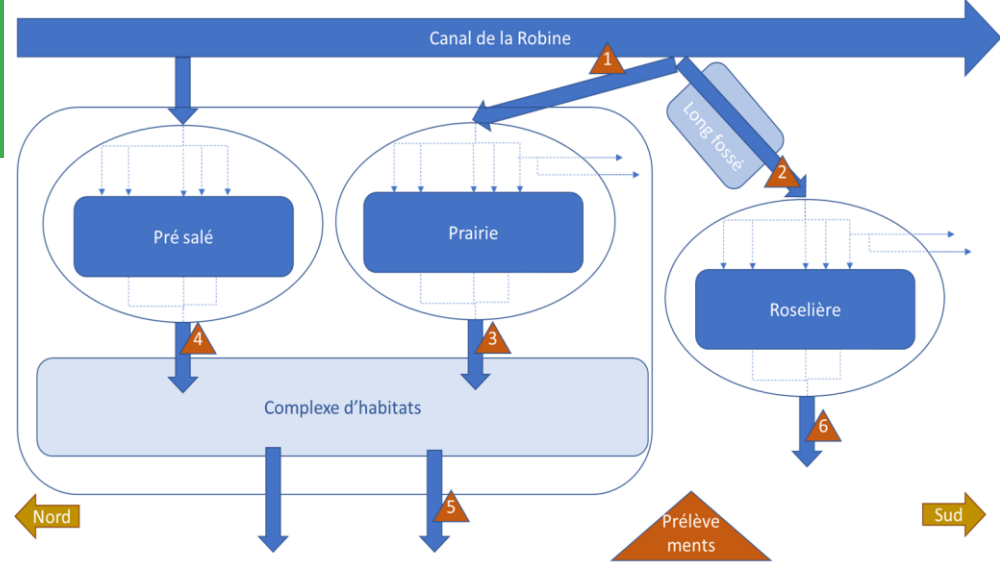 Canal de la Robine
1
Long fossé
2
Pré salé
Prairie
Roselière
4
3
Complexe d'habitats
6
5
Nord
Prélève
ments
Sud